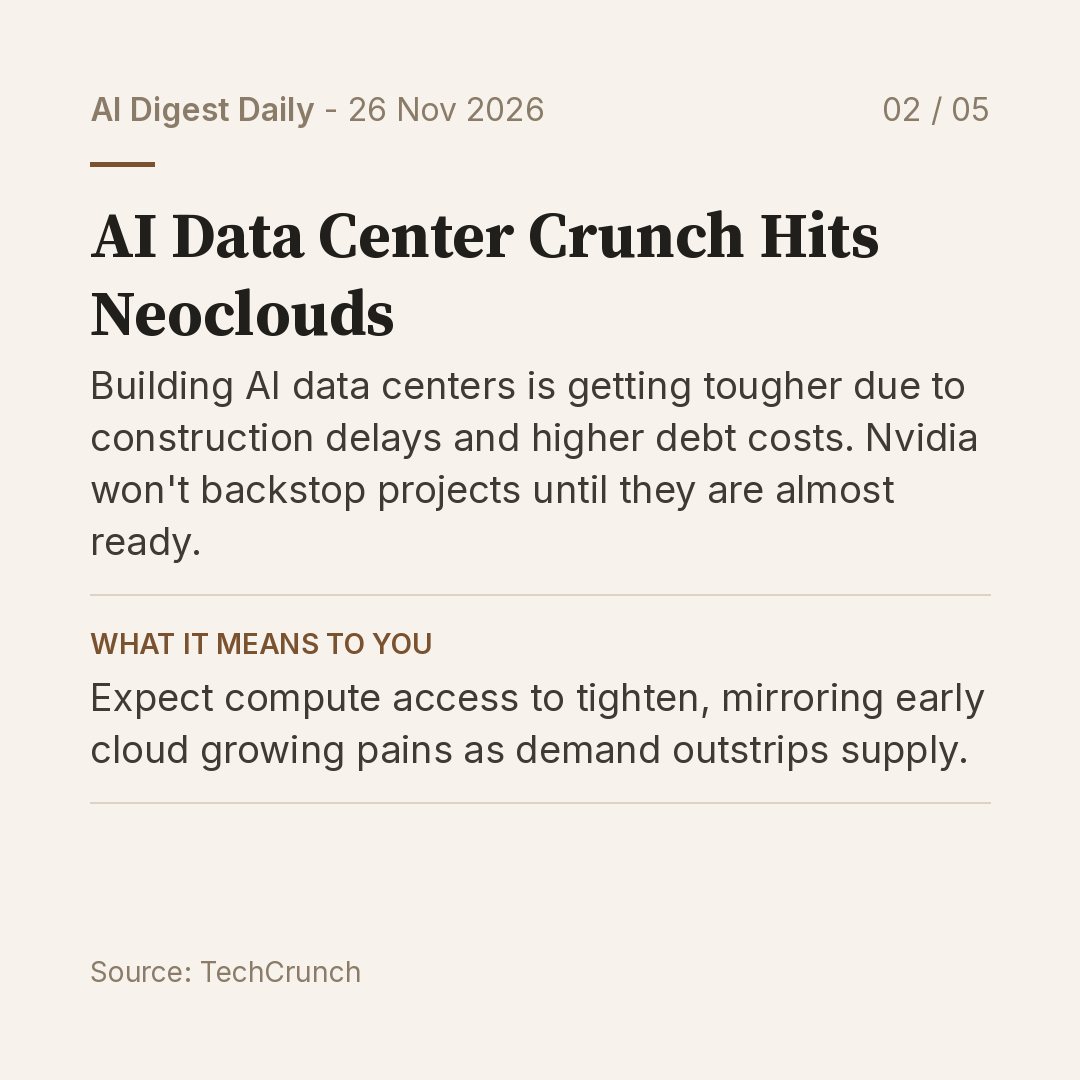 AI Digest Daily - 26 Nov 2026
02 / 05
AI Data Center Crunch Hits
Neoclouds
Building AI data centers is getting tougher due to
construction delays and higher debt costs. Nvidia
won't backstop projects until they are almost
ready.
WHAT IT MEANS TO YOU
Expect compute access to tighten, mirroring early
cloud growing pains as demand outstrips supply.
Source: TechCrunch